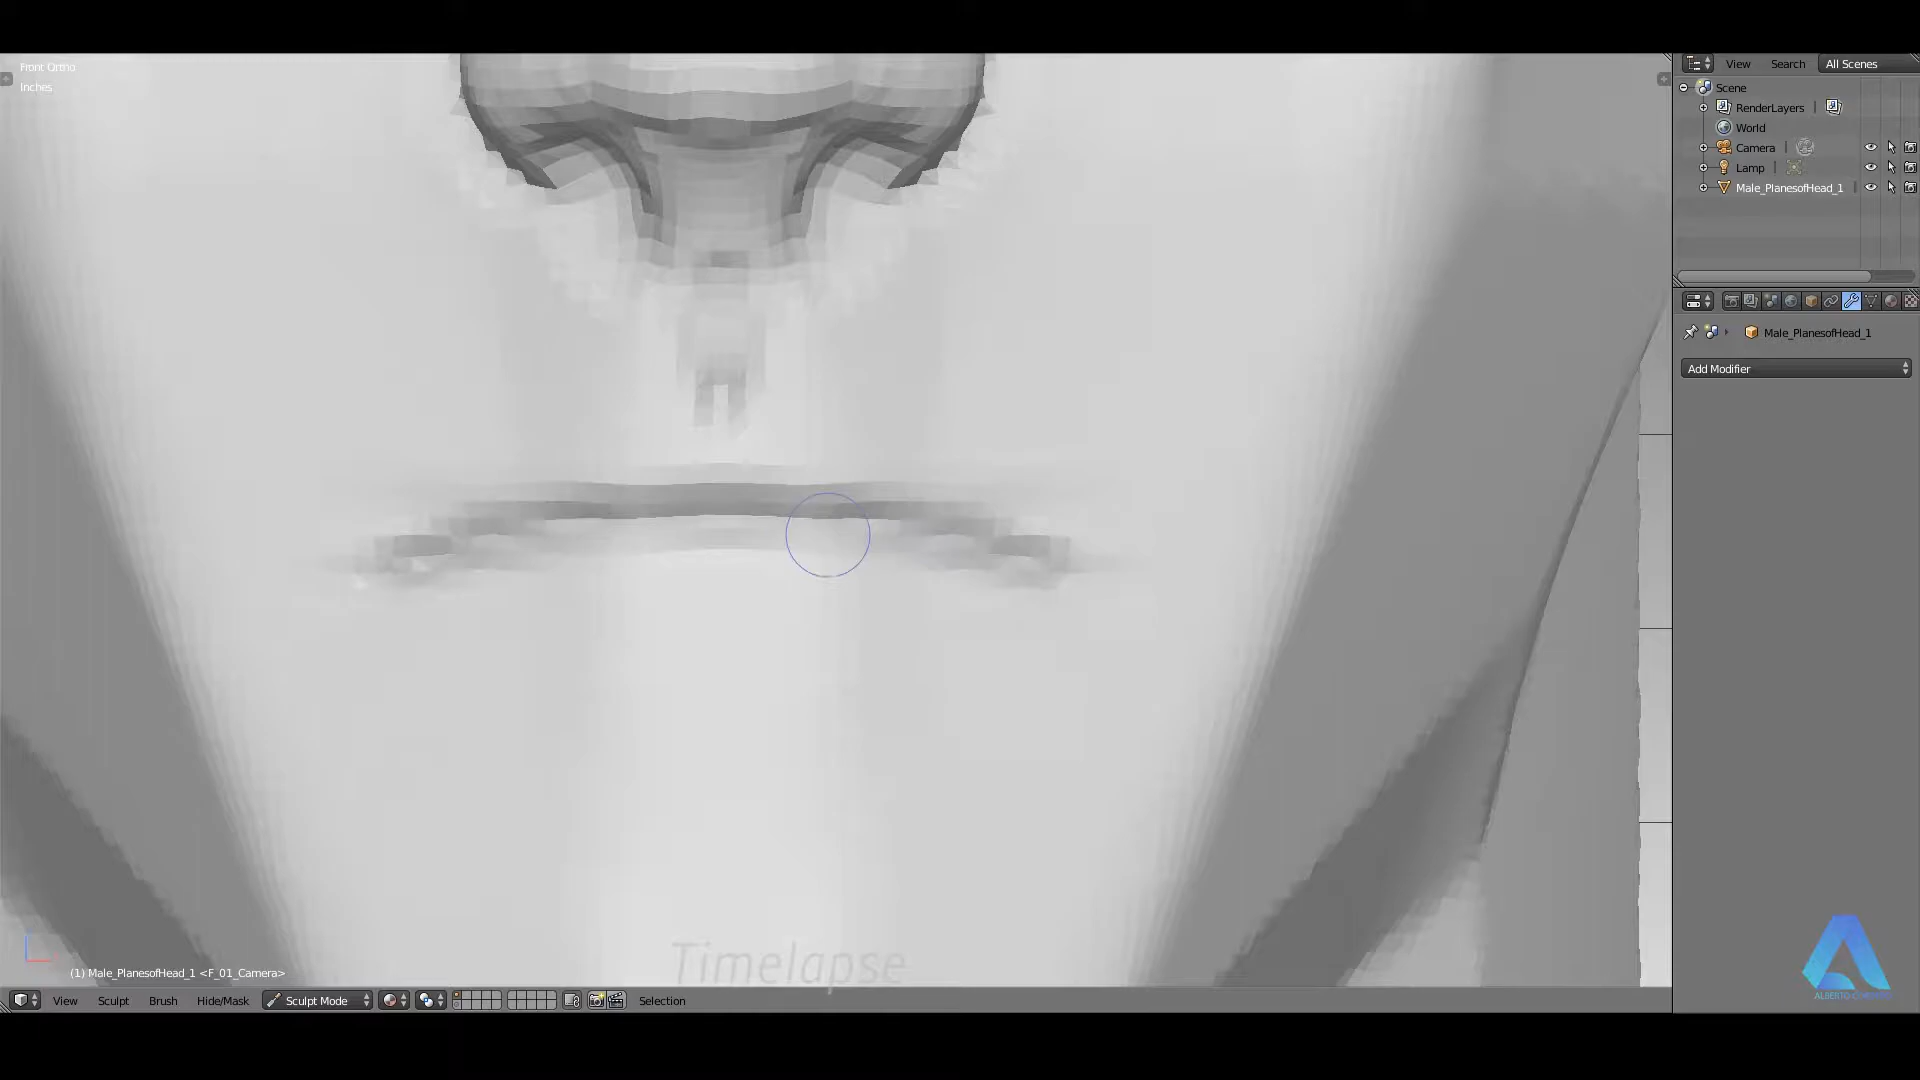 Front Ortho
Inches
View Search All Scenes
Scene
RenderLayers
World
Camera
Lamp
Male_PlanesofHead_1
Male_PlanesofHead_1
Add Modifier
Timelapse
(1) Male_PlanesofHead_1 <F_01_Camera>
View Sculpt Brush Hide/Mask Sculpt Mode Selection